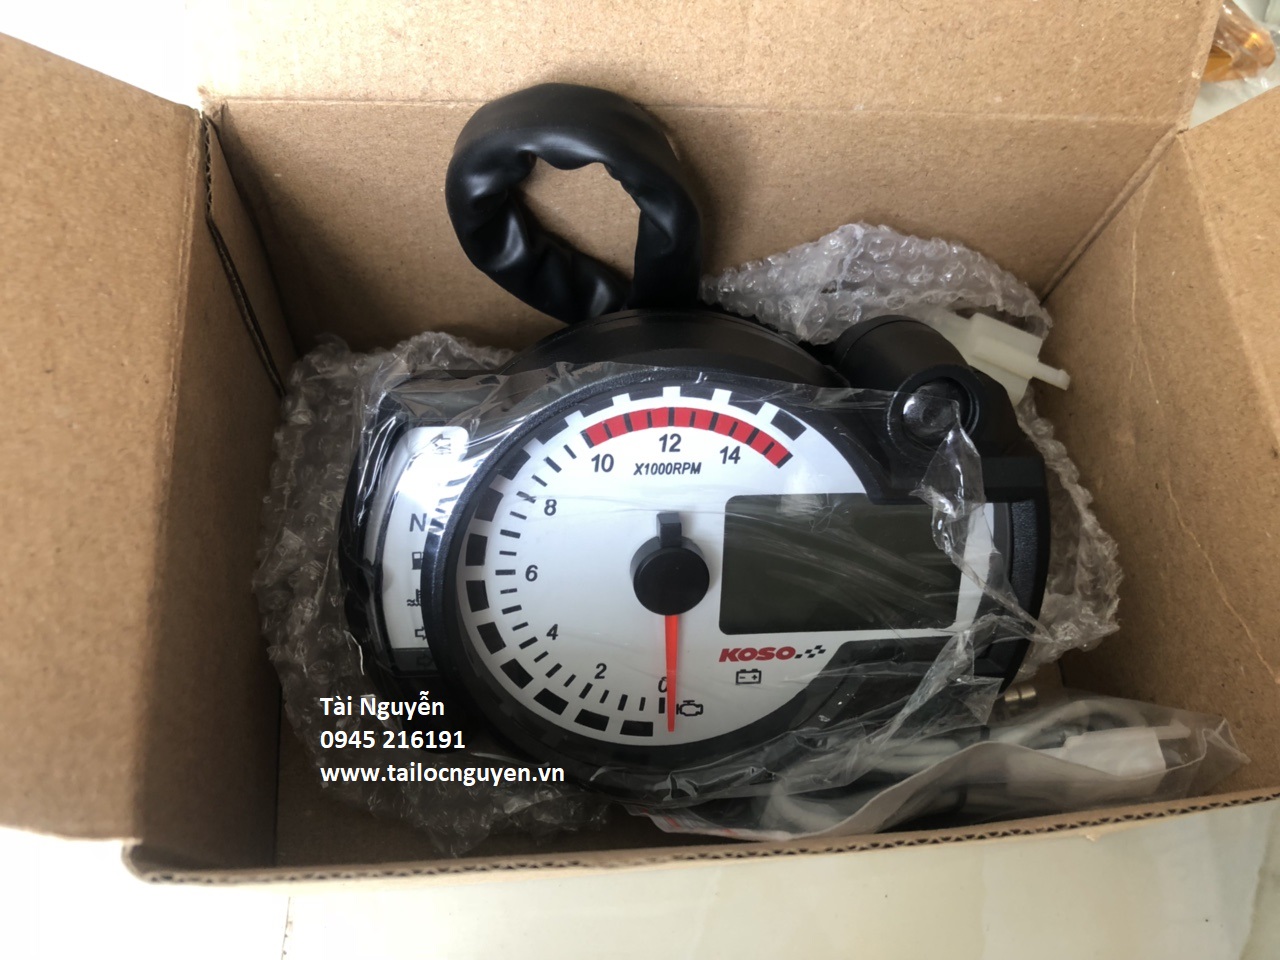 12
10
14
X1000RPM
8
N
6
4
KOSO
2
0
Tài Nguyễn
0945 216191
www.tailocnguyen.vn